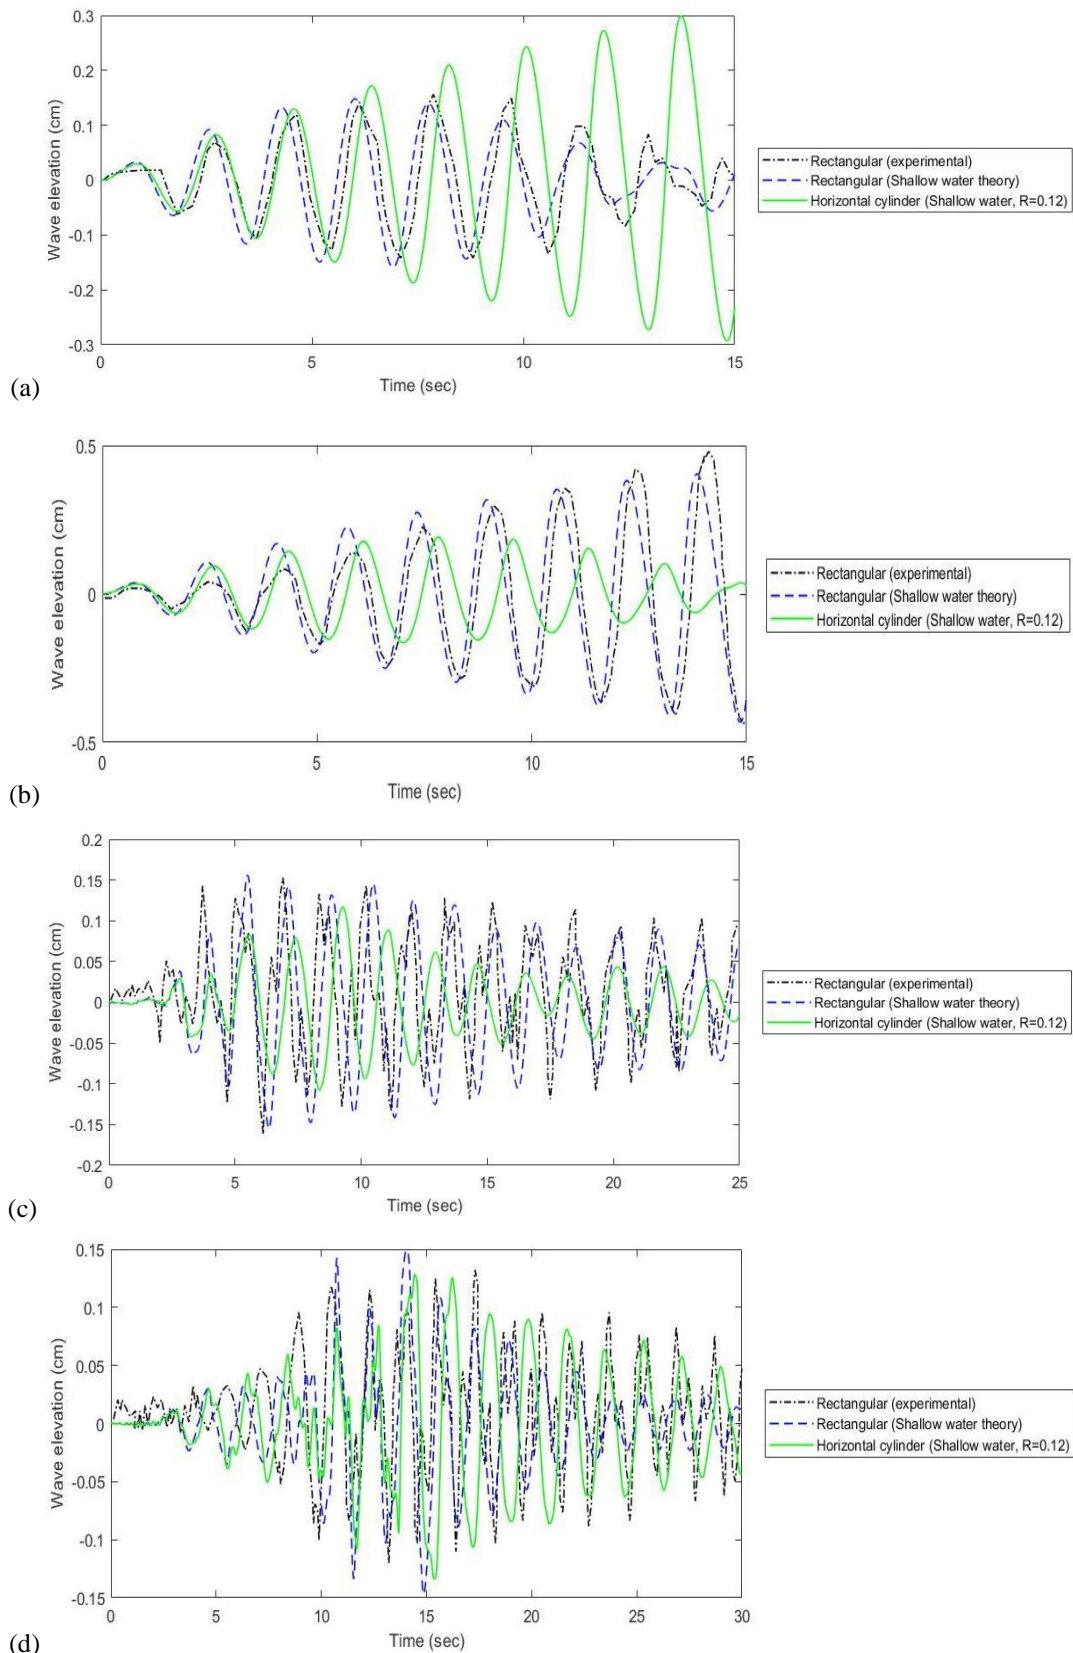 0.3
0.2
0.1
0
-0.1
-0.2
-0.3
Wave elevation (cm)
0 5 10 15
Time (sec)
Rectangular (experimental)
Rectangular (Shallow water theory)
Horizontal cylinder (Shallow water, R=0.12)
(a)
0.5
0
-0.5
Wave elevation (cm)
0 5 10 15
Time (sec)
Rectangular (experimental)
Rectangular (Shallow water theory)
Horizontal cylinder (Shallow water, R=0.12)
(b)
0.2
0.15
0.1
0.05
0
-0.05
-0.1
-0.15
-0.2
Wave elevation (cm)
0 5 10 15 20 25
Time (sec)
Rectangular (experimental)
Rectangular (Shallow water theory)
Horizontal cylinder (Shallow water, R=0.12)
(c)
0.15
0.1
0.05
0
-0.05
-0.1
-0.15
Wave elevation (cm)
0 5 10 15 20 25 30
Time (sec)
Rectangular (experimental)
Rectangular (Shallow water theory)
Horizontal cylinder (Shallow water, R=0.12)
(d)